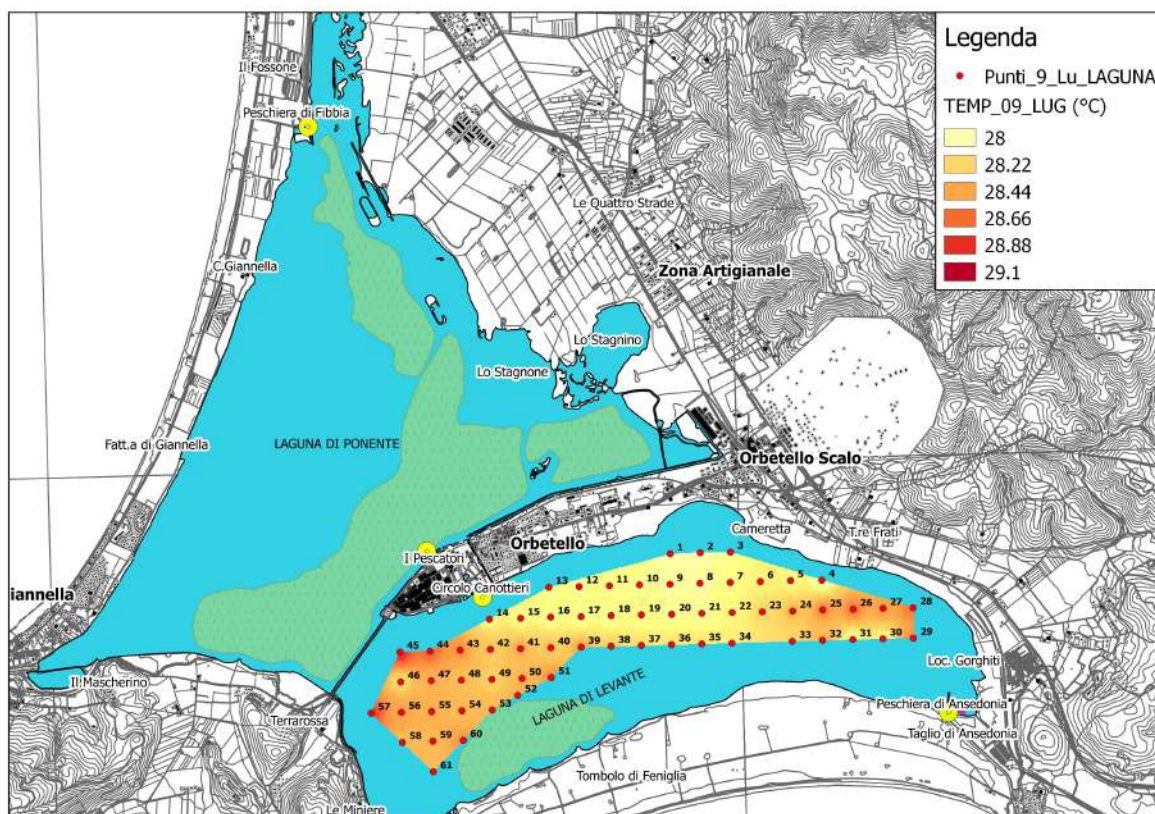 Legenda
Punti_9_Lu_LAGUNA
TEMP_09_LUG (°C)
28
28.22
28.44
28.66
28.88
29.1
Il Fossone
Peschiera di Fibbia
Le Quattro Strade
C.Giannella
Zona Artigianale
Lo Stagnino
Lo Stagnone
Fatt.a di Giannella
LAGUNA DI PONENTE
Orbetello Scalo
Cameretta
T.re Frati
Orbetello
I Pescatori
Circolo Canottieri
iannella
1 2 3
13 12 11 10 9 8 7 6 5 4
14 15 16 17 18 19 20 21 22 23 24 25 26 27 28
45 44 43 42 41 40 39 38 37 36 35 34 33 32 31 30 29
46 47 48 49 50 51
52
57 56 55 54 53
58 59 60
61
Loc. Gorghiti
Il Mascherino
LAGUNA DI LEVANTE
Peschiera di Ansedonia
Terrarossa
Taglio di Ansedonia
Tombolo di Feniglia
Le Miniere